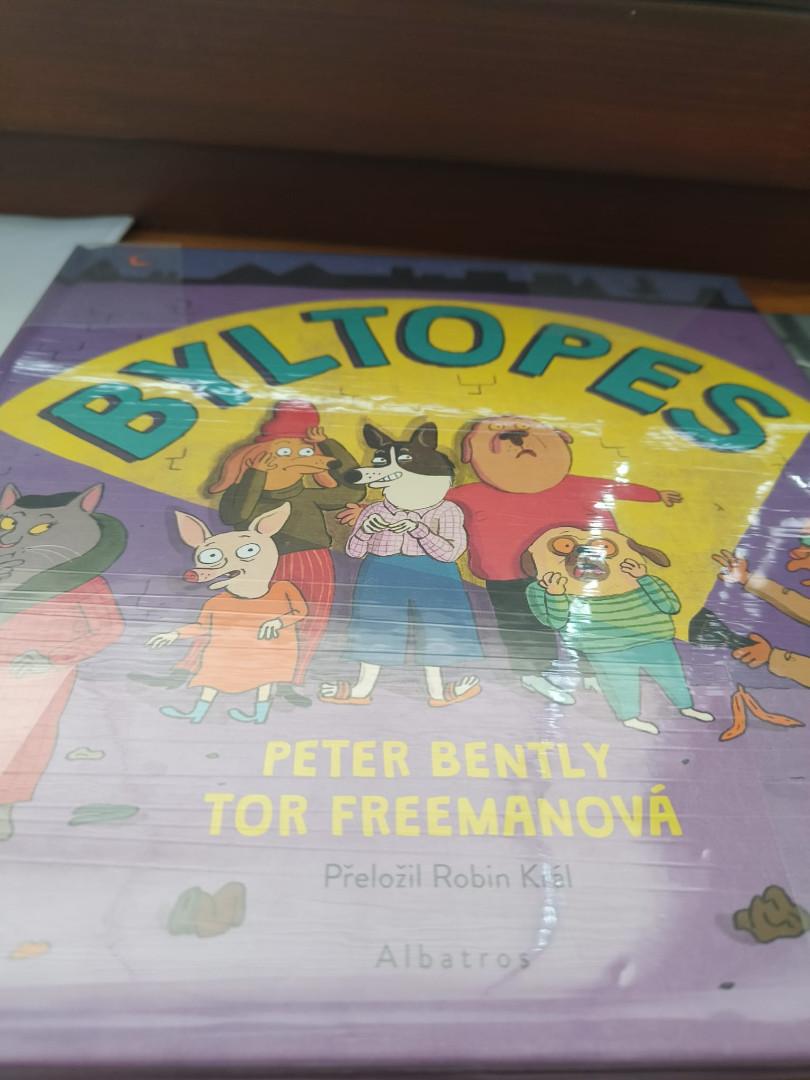 BYLTOPES
PETER BENTLY
TOR FREEMANOVÁ
Přeložil Robin Král
Albatros